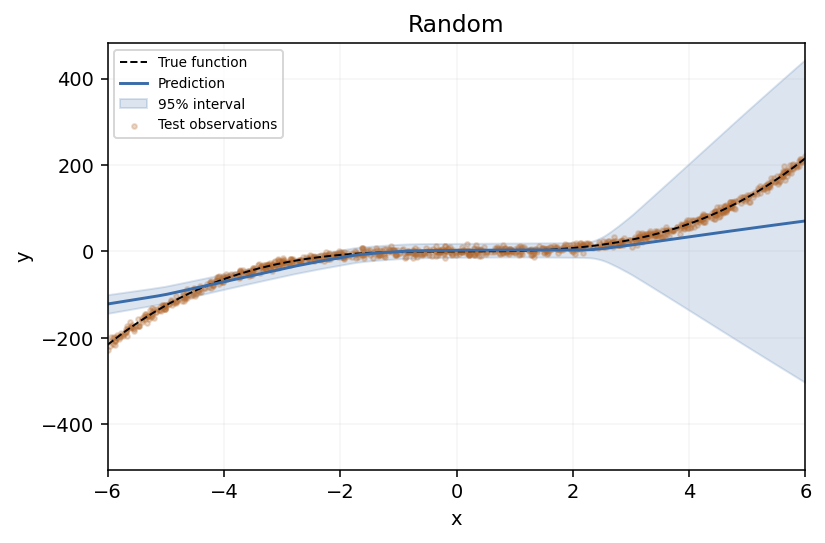 Random
True function
Prediction
95% interval
Test observations
400
200
0
−200
−400
y
−6
−4
−2
0
2
4
6
x